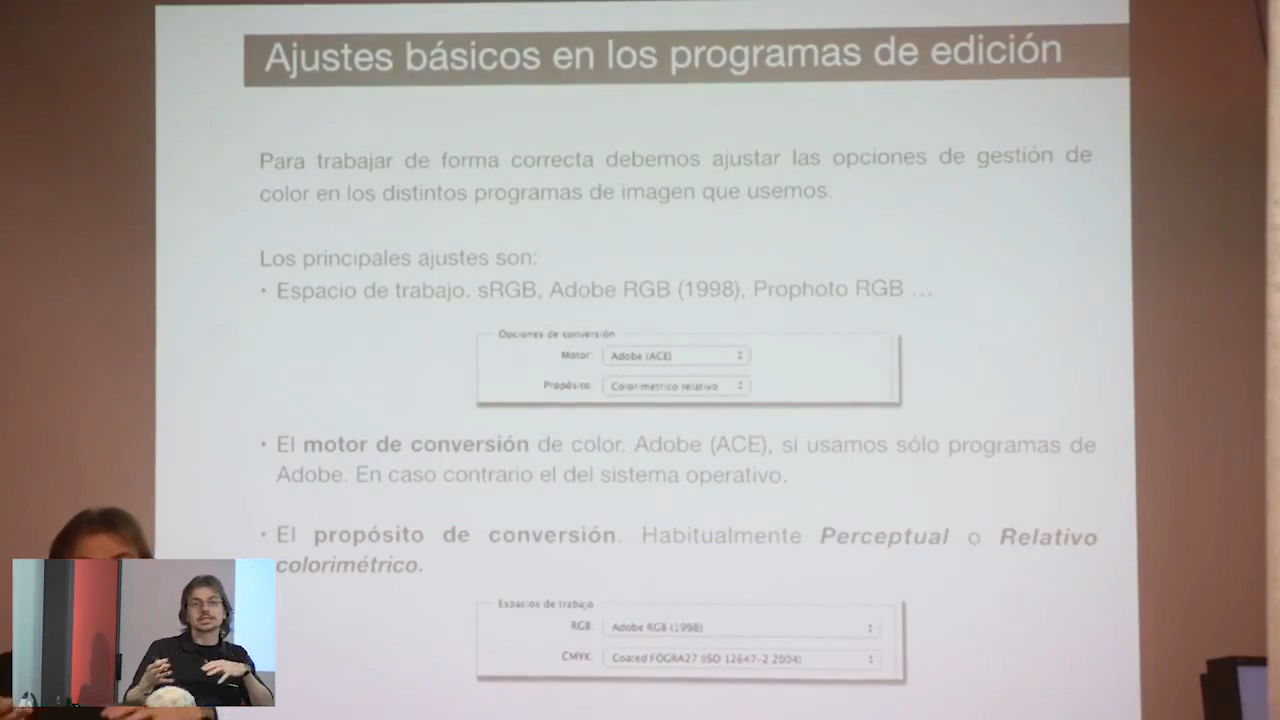 Ajustes básicos en los programas de edición
Para trabajar de forma correcta debemos ajustar las opciones de gestión de
color en los distintos programas de imagen que usemos.
Los principales ajustes son:
• Espacio de trabajo. sRGB, Adobe RGB (1998), Prophoto RGB ...
Opciones de conversión
Motor: Adobe (ACE)
Propósito: Colorimétrico relativo
• El motor de conversión de color. Adobe (ACE), si usamos sólo programas de
Adobe. En caso contrario el del sistema operativo.
• El propósito de conversión. Habitualmente Perceptual o Relativo
colorimétrico.
Espacios de trabajo
RGB: Adobe RGB (1998)
CMYK: Coated FOGRA27 (ISO 12647-2:2004)